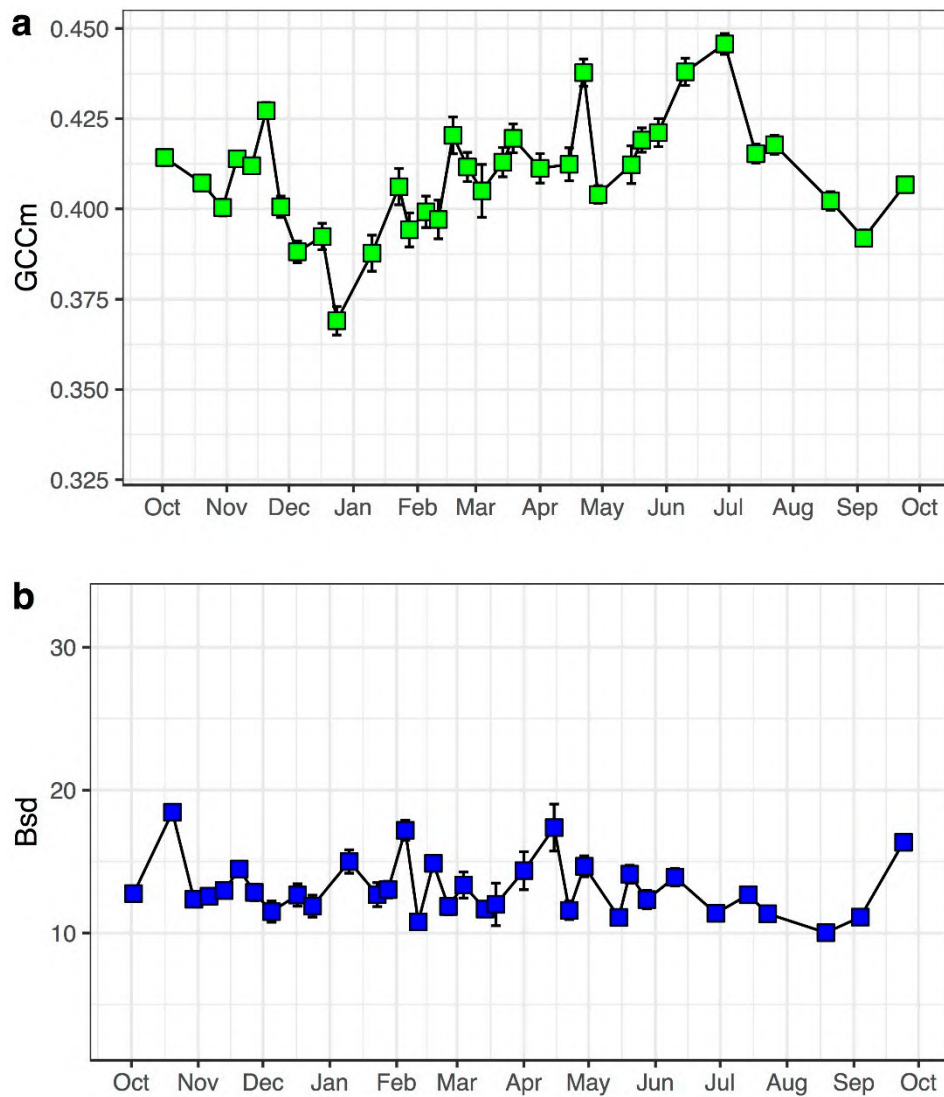 a
0.450
0.425
0.400
0.375
0.350
0.325
GCCm
Oct Nov Dec Jan Feb Mar Apr May Jun Jul Aug Sep Oct
b
30
20
10
Bsd
Oct Nov Dec Jan Feb Mar Apr May Jun Jul Aug Sep Oct